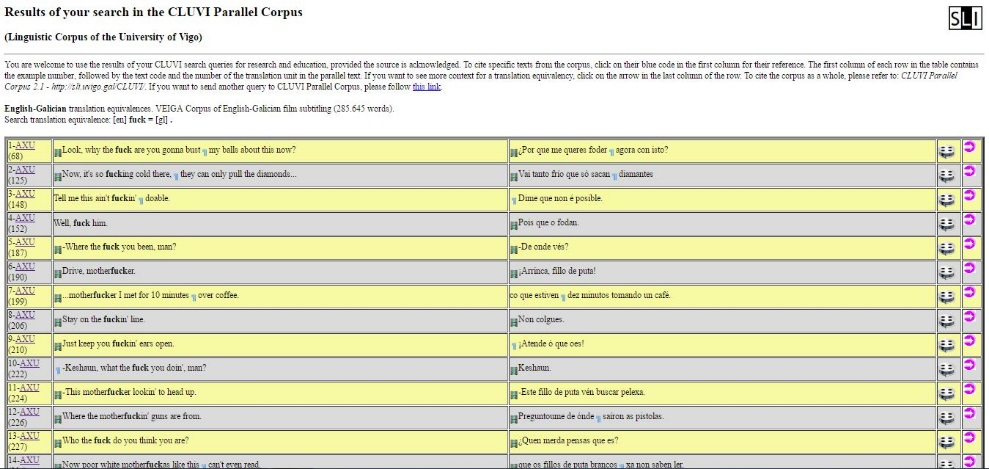 Results of your search in the CLUVI Parallel Corpus
SLI
(Linguistic Corpus of the University of Vigo)
You are welcome to use the results of your CLUVI search queries for research and education, provided the source is acknowledged. To cite specific texts from the corpus, click on their blue code in the first column for their reference. The first column of each row in the table contains
the example number, followed by the text code and the number of the translation unit in the parallel text. If you want to see more context for a translation equivalency, click on the arrow in the last column of the row. To cite the corpus as a whole, please refer to: CLUVI Parallel
Corpus 2.1 - http://sli.uvigo.gal/CLUVI/. If you want to send another query to CLUVI Parallel Corpus, please follow this link.
English-Galician translation equivalences. VEIGA Corpus of English-Galician film subtitling (285.645 words).
Search translation equivalence: [en] fuck = [gl] .
1-AXU (68) Look, why the fuck are you gonna bust my balls about this now? ¿Por que me queres foder agora con isto?
2-AXU (125) Now, it's so fucking cold there, they can only pull the diamonds... Vai tanto frío que só sacan diamantes
3-AXU (148) Tell me this ain't fuckin' doable. Dime que non é posible.
4-AXU (152) Well, fuck him. Pois que o fodan.
5-AXU (187) -Where the fuck you been, man? -De onde vés?
6-AXU (190) Drive, motherfucker. ¡Arrinca, fillo de puta!
7-AXU (199) ...motherfucker I met for 10 minutes over coffee. co que estiven dez minutos tomando un café.
8-AXU (206) Stay on the fuckin' line. Non colgues.
9-AXU (210) Just keep you fuckin' ears open. ¡Atende ó que oes!
10-AXU (222) -Keshaun, what the fuck you doin', man? Keshaun.
11-AXU (224) -This motherfucker lookin' to head up. -Este fillo de puta vén buscar pelexa.
12-AXU (226) Where the motherfuckin' guns are from. -Preguntoume de ónde sairon as pistolas.
13-AXU (227) Who the fuck do you think you are? ¿Quen merda pensas que es?
14-AXU Now poor white motherfuckas like this can't even read. que os fillos de puta brancos xa non saben ler.